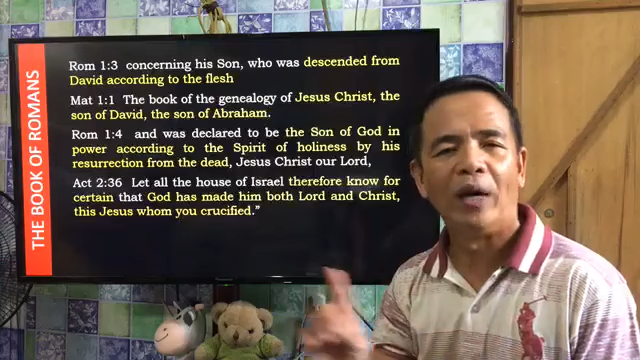 THE BOOK OF ROMANS
Rom 1:3 concerning his Son, who was descended from
David according to the flesh
Mat 1:1 The book of the genealogy of Jesus Christ, the
son of David, the son of Abraham.
Rom 1:4 and was declared to be the Son of God in
power according to the Spirit of holiness by his
resurrection from the dead, Jesus Christ our Lord,
Act 2:36 Let all the house of Israel therefore know for
certain that God has made him both Lord and Christ,
this Jesus whom you crucified.”